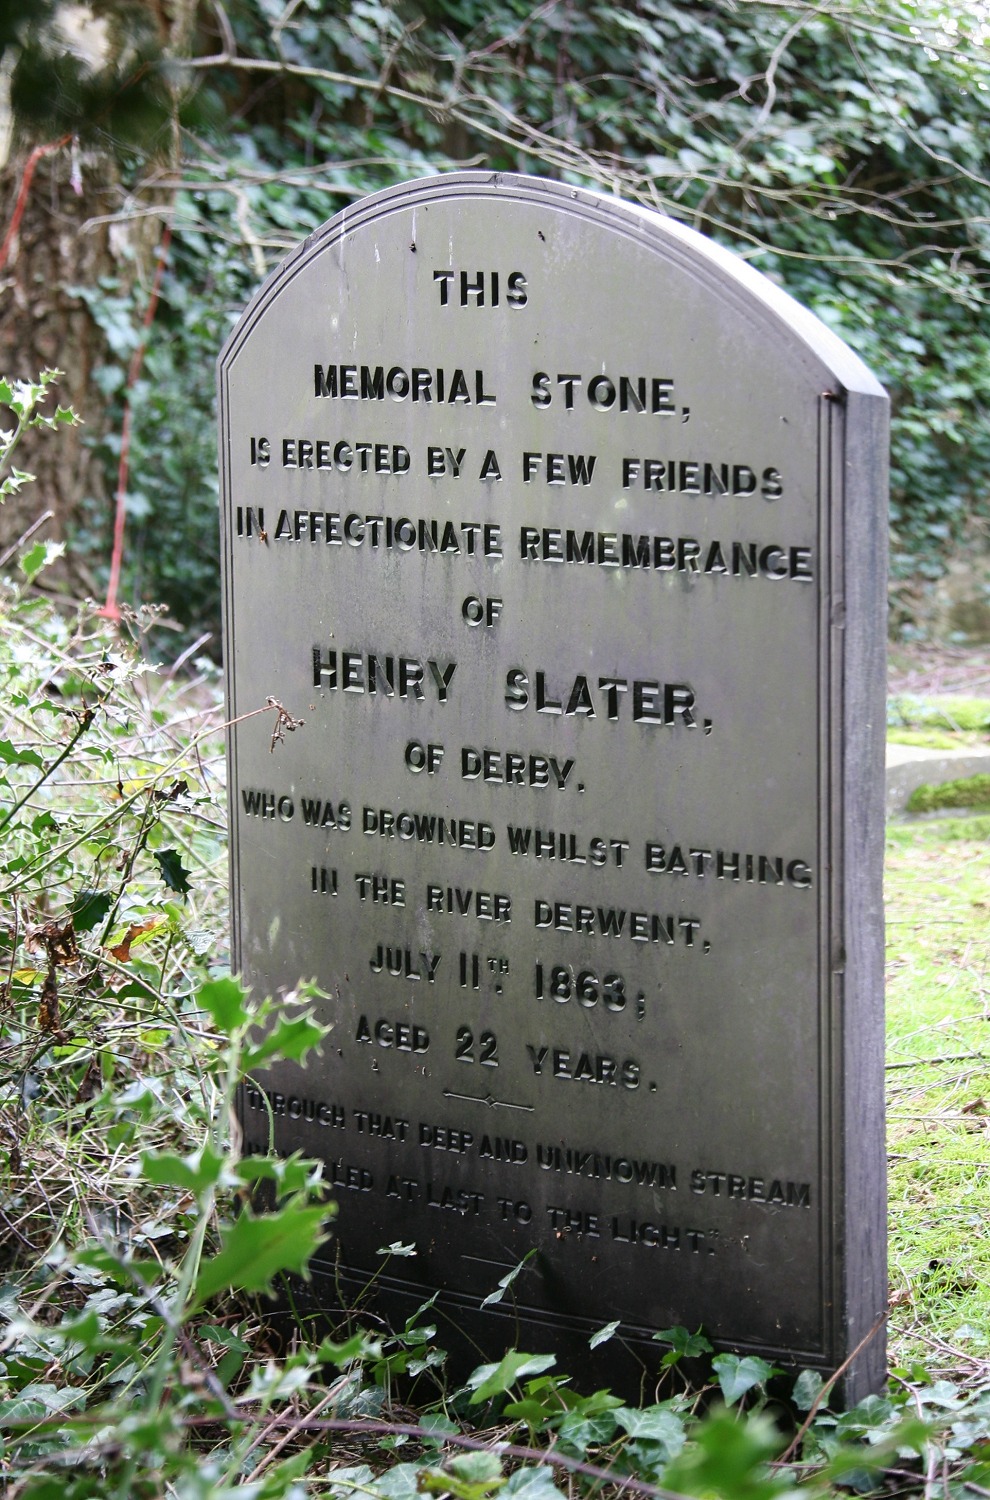 THIS
MEMORIAL STONE,
IS ERECTED BY A FEW FRIENDS
IN AFFECTIONATE REMEMBRANCE
OF
HENRY SLATER,
OF DERBY.
WHO WAS DROWNED WHILST BATHING
IN THE RIVER DERWENT,
JULY 11TH. 1863;
AGED 22 YEARS.
THROUGH THAT DEEP AND UNKNOWN STREAM
AT LAST TO THE LIGHT."